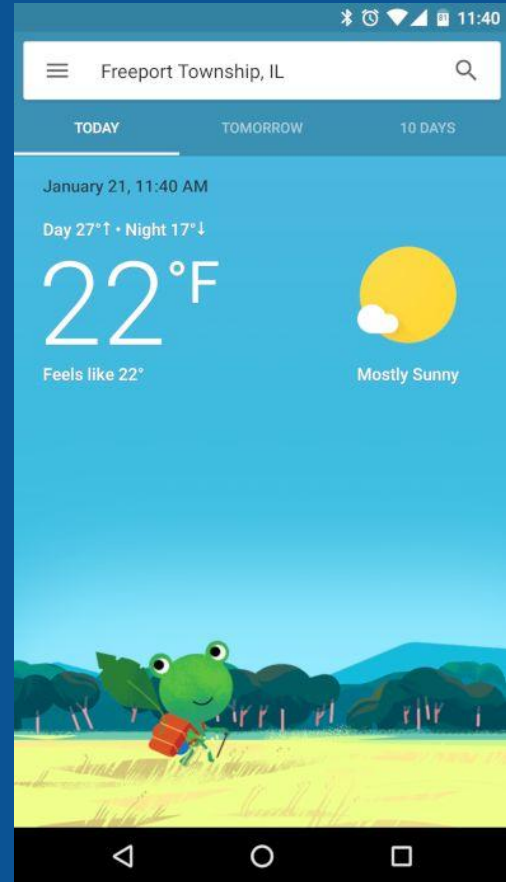 11:40
Freeport Township, IL
TODAY TOMORROW 10 DAYS
January 21, 11:40 AM
Day 27°↑ • Night 17°↓
22°F
Feels like 22°
Mostly Sunny